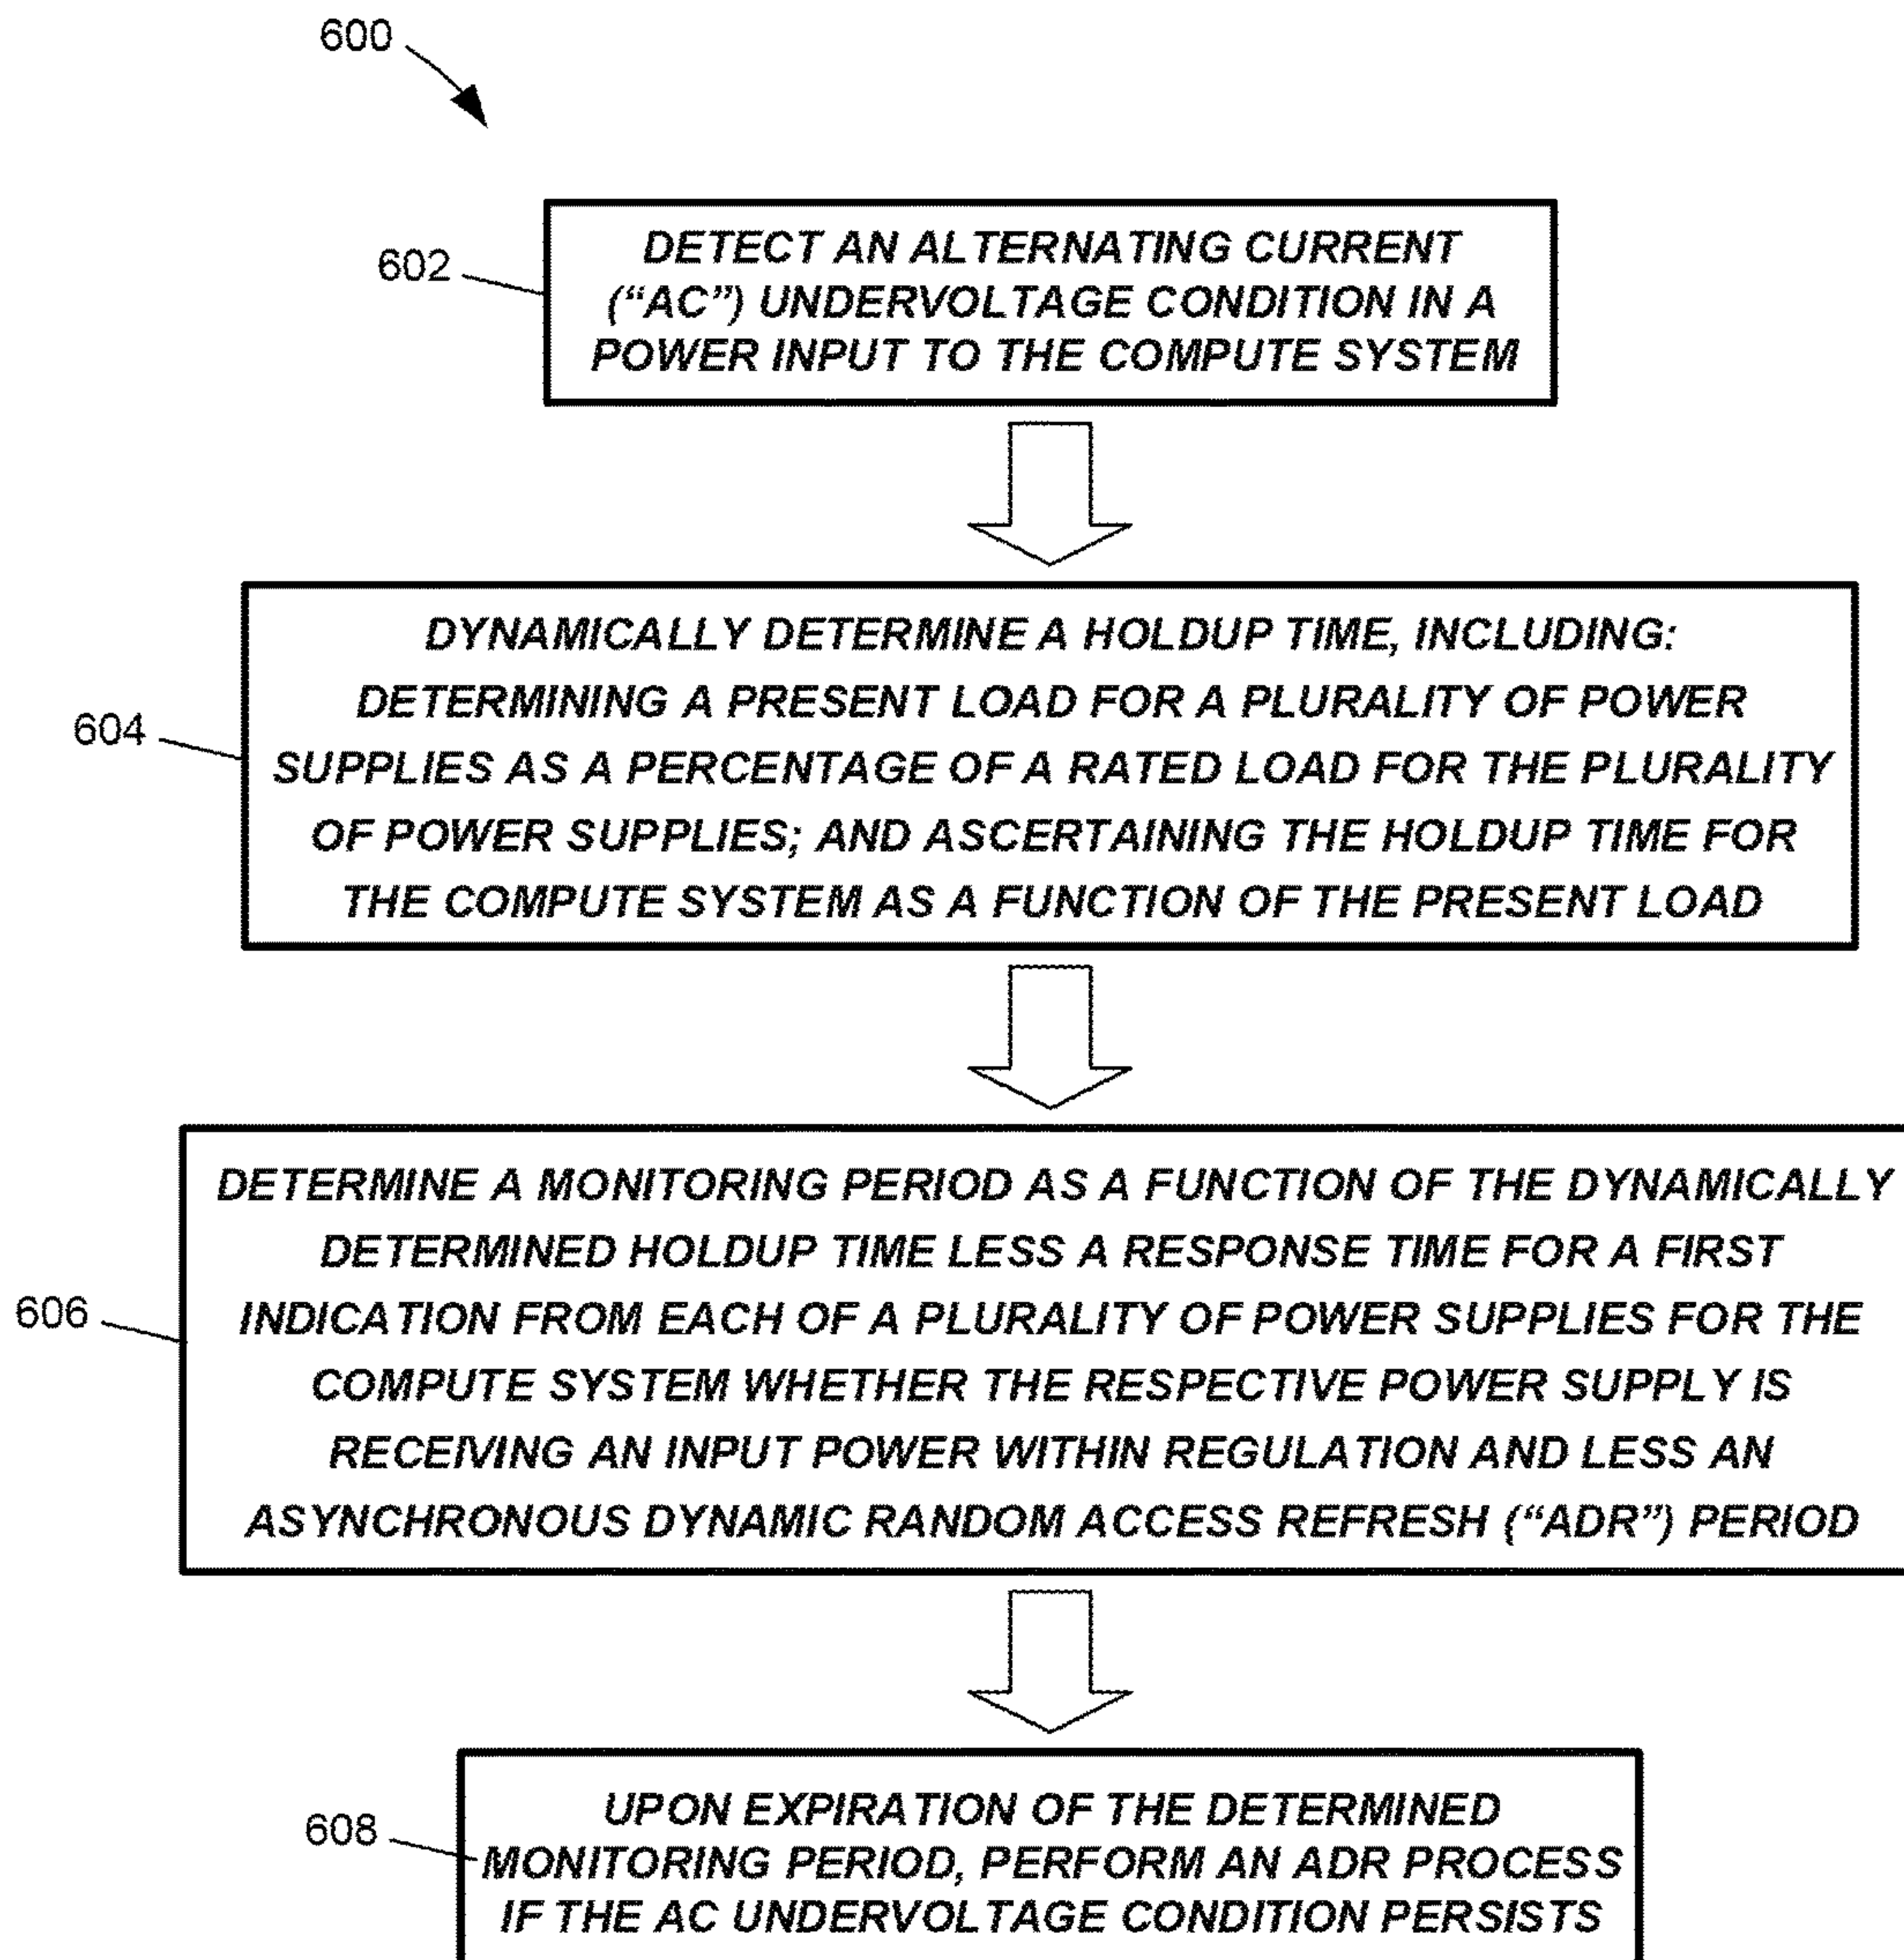 600
602
DETECT AN ALTERNATING CURRENT
(“AC”) UNDERVOLTAGE CONDITION IN A
POWER INPUT TO THE COMPUTE SYSTEM
604
DYNAMICALLY DETERMINE A HOLDUP TIME, INCLUDING:
DETERMINING A PRESENT LOAD FOR A PLURALITY OF POWER
SUPPLIES AS A PERCENTAGE OF A RATED LOAD FOR THE PLURALITY
OF POWER SUPPLIES; AND ASCERTAINING THE HOLDUP TIME FOR
THE COMPUTE SYSTEM AS A FUNCTION OF THE PRESENT LOAD
606
DETERMINE A MONITORING PERIOD AS A FUNCTION OF THE DYNAMICALLY
DETERMINED HOLDUP TIME LESS A RESPONSE TIME FOR A FIRST
INDICATION FROM EACH OF A PLURALITY OF POWER SUPPLIES FOR THE
COMPUTE SYSTEM WHETHER THE RESPECTIVE POWER SUPPLY IS
RECEIVING AN INPUT POWER WITHIN REGULATION AND LESS AN
ASYNCHRONOUS DYNAMIC RANDOM ACCESS REFRESH (“ADR”) PERIOD
608
UPON EXPIRATION OF THE DETERMINED
MONITORING PERIOD, PERFORM AN ADR PROCESS
IF THE AC UNDERVOLTAGE CONDITION PERSISTS